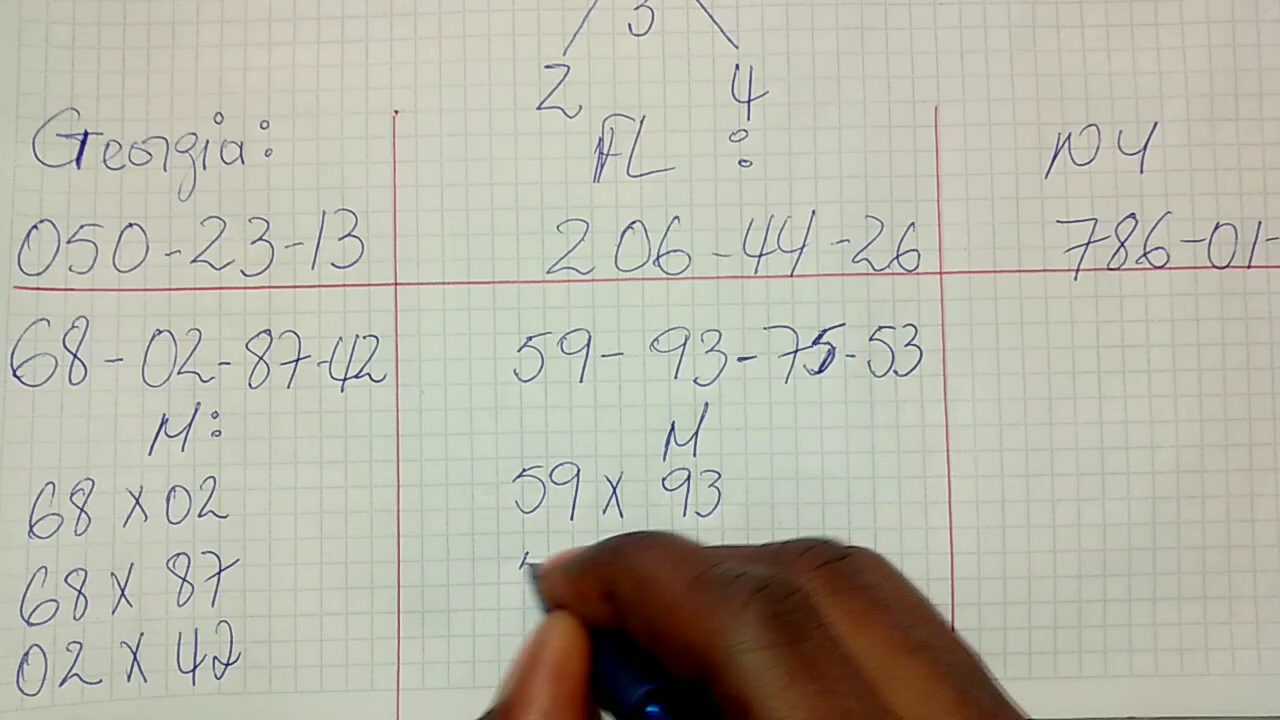 3
2 4
Georgia: FL : NY
050-23-13 206-44-26 786-01-
68-02-87-42 59-93-75-53
M: M
68 x 02 59 x 93
68 x 87
02 x 42